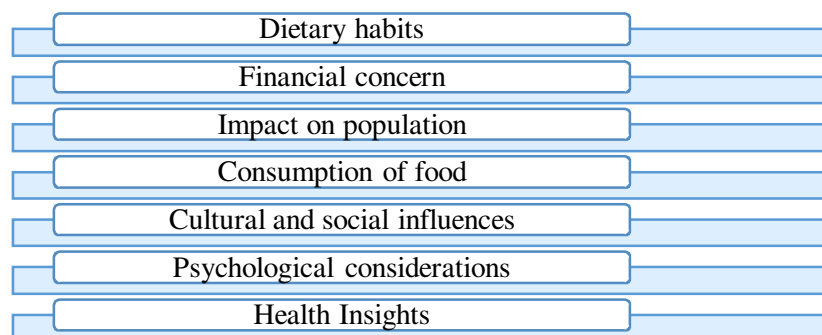 Dietary habits
Financial concern
Impact on population
Consumption of food
Cultural and social influences
Psychological considerations
Health Insights